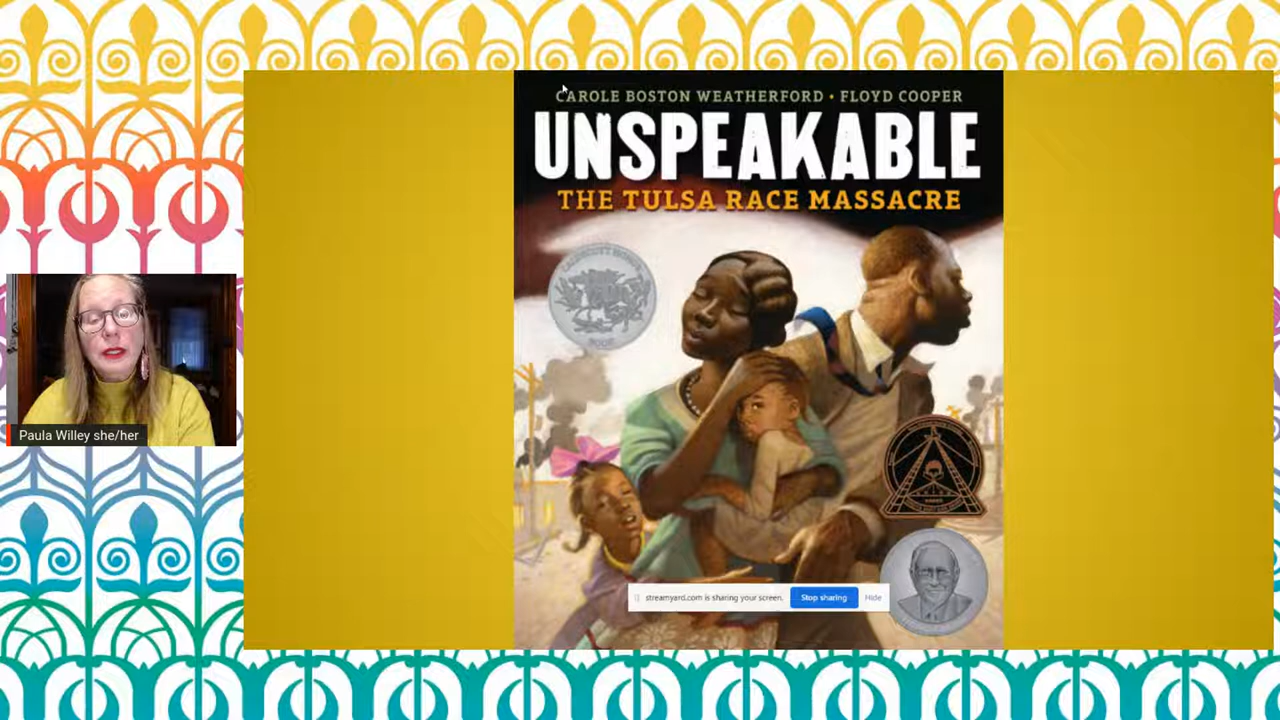 CAROLE BOSTON WEATHERFORD • FLOYD COOPER
UNSPEAKABLE
THE TULSA RACE MASSACRE
Paula Willey she/her
streamyard.com is sharing your screen.
Stop sharing
Hide